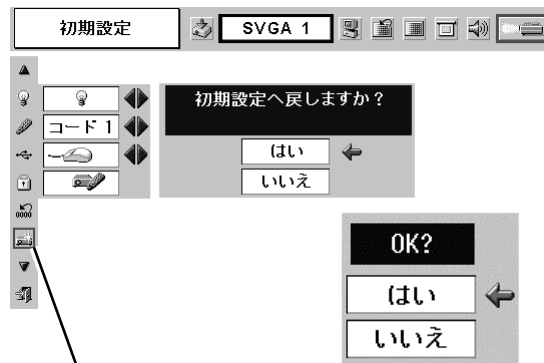 初期設定
SVGA 1
コード 1
初期設定へ戻しますか？
はい
いいえ
0000
OK?
はい
いいえ